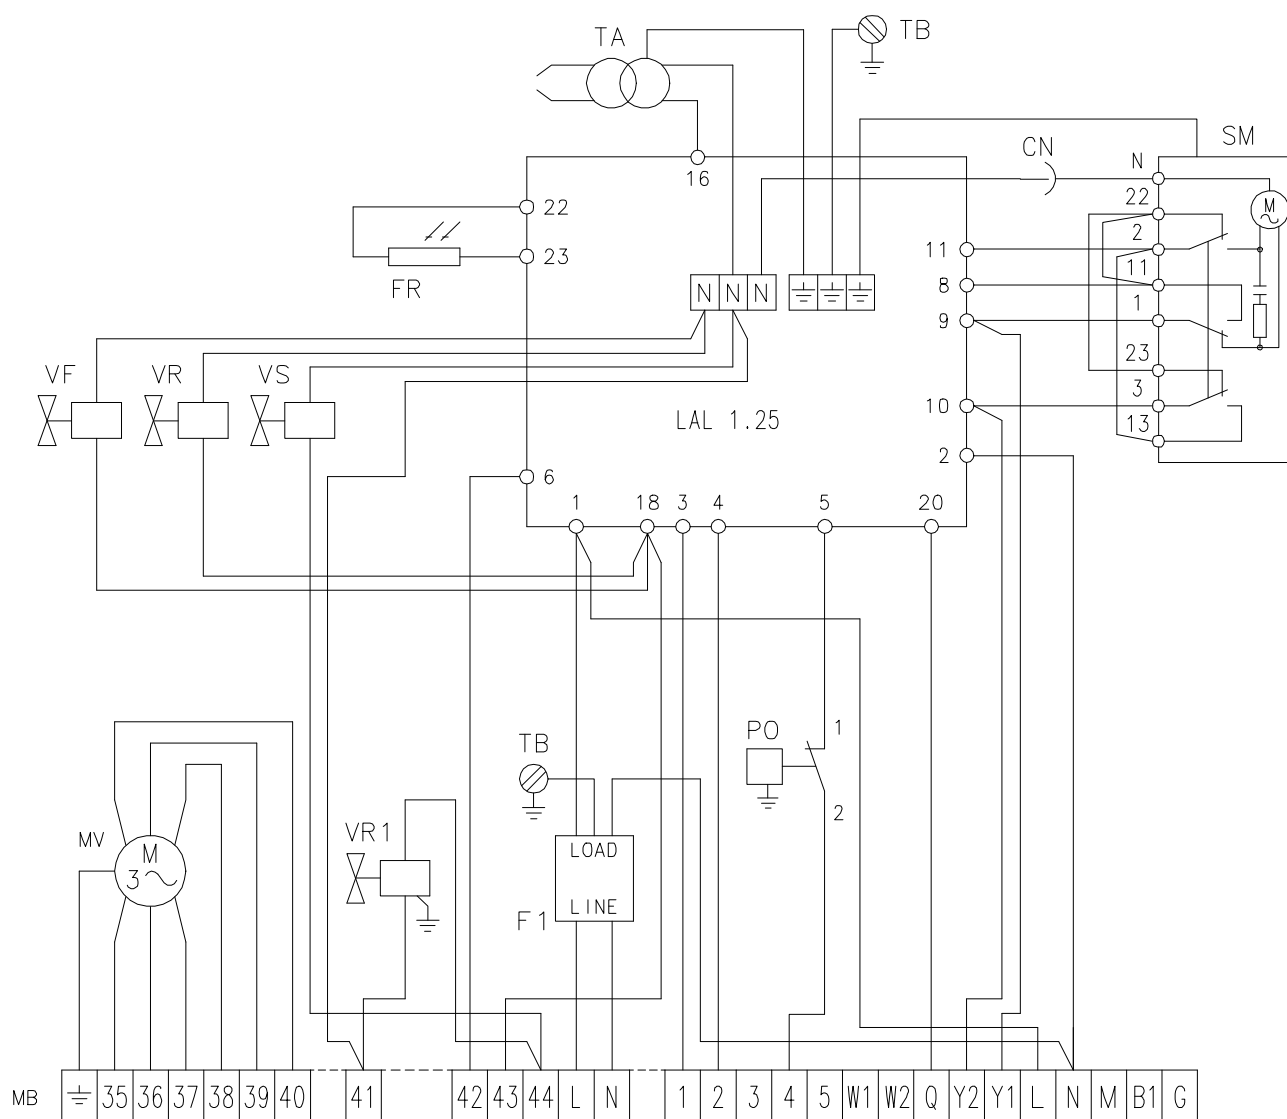 TA
TB
CN
SM
16
N
22
2
11
1
23
3
13
M
22
23
FR
N N N
11
8
9
10
2
VF
VR
VS
LAL 1.25
6
1
18
3
4
5
20
TB
PO
1
2
MV
M
3
VR1
LOAD
LINE
F1
MB
35 36 37 38 39 40 41 42 43 44 L N 1 2 3 4 5 W1 W2 Q Y2 Y1 L N M B1 G